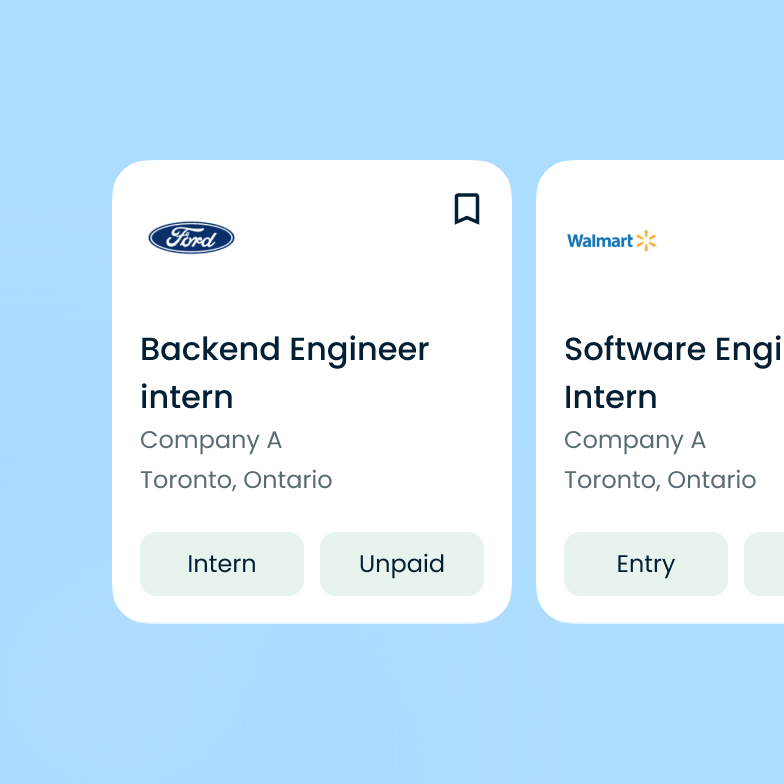 Ford
Backend Engineer
intern
Company A
Toronto, Ontario
Intern
Unpaid
Walmart
Software Engi
Intern
Company A
Toronto, Ontario
Entry